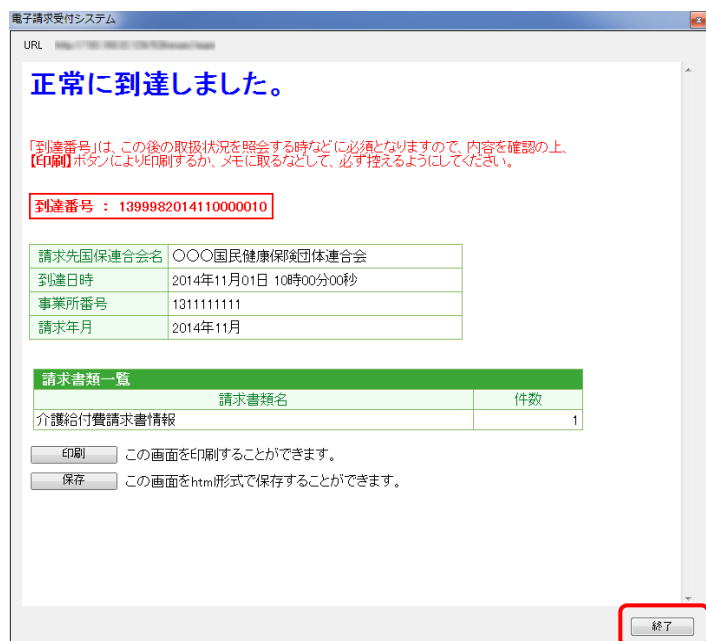 電子請求受付システム
URL
正常に到達しました。
「到達番号」は、この後の取扱状況を照会する時などに必須となりますので、内容を確認の上、
【印刷】ボタンにより印刷するか、メモに取るなどして、必ず控えるようにしてください。
到達番号 ： 1399982014110000010
請求先国保連合会名 〇〇〇国民健康保険団体連合会
到達日時 2014年11月01日 10時00分00秒
事業所番号 1311111111
請求年月 2014年11月
請求書類一覧
請求書類名 件数
介護給付費請求書情報 1
印刷 この画面を印刷することができます。
保存 この画面をhtm形式で保存することができます。
終了